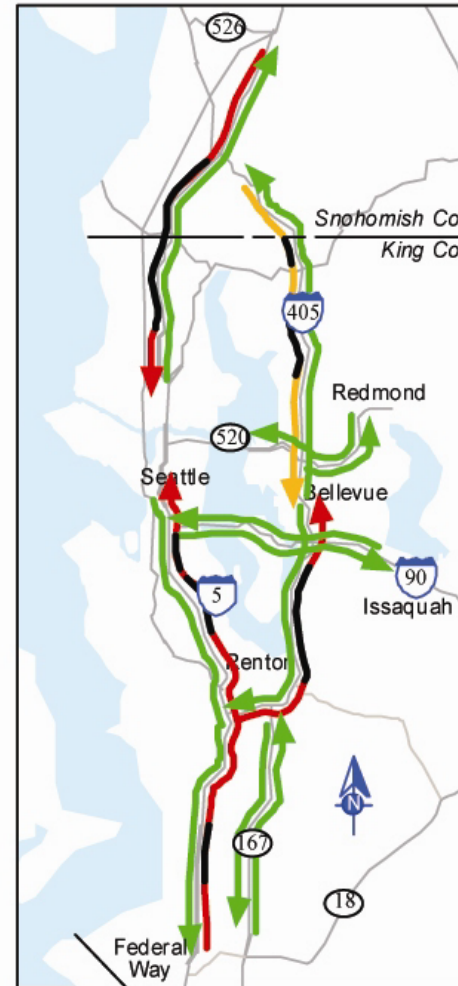 526
Snohomish Co
King Co
405
Redmond
520
Seattle
Bellevue
90
5
Issaquah
Renton
N
167
18
Federal
Way